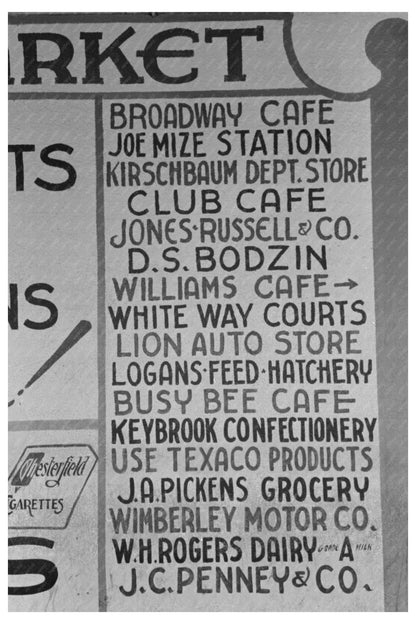 ARKET
TS
NS
Chesterfield
CIGARETTES
S
BROADWAY CAFE
JOE MIZE STATION
KIRSCHBAUM DEPT. STORE
CLUB CAFE
JONES·RUSSELL & CO.
D.S. BODZIN
WILLIAMS CAFE→
WHITE WAY COURTS
LION AUTO STORE
LOGANS·FEED·HATCHERY
BUSY BEE CAFE
KEYBROOK CONFECTIONERY
USE TEXACO PRODUCTS
J.A. PICKENS GROCERY
WIMBERLEY MOTOR CO.
W.H. ROGERS DAIRY GRADE A MILK
J.C. PENNEY & CO.